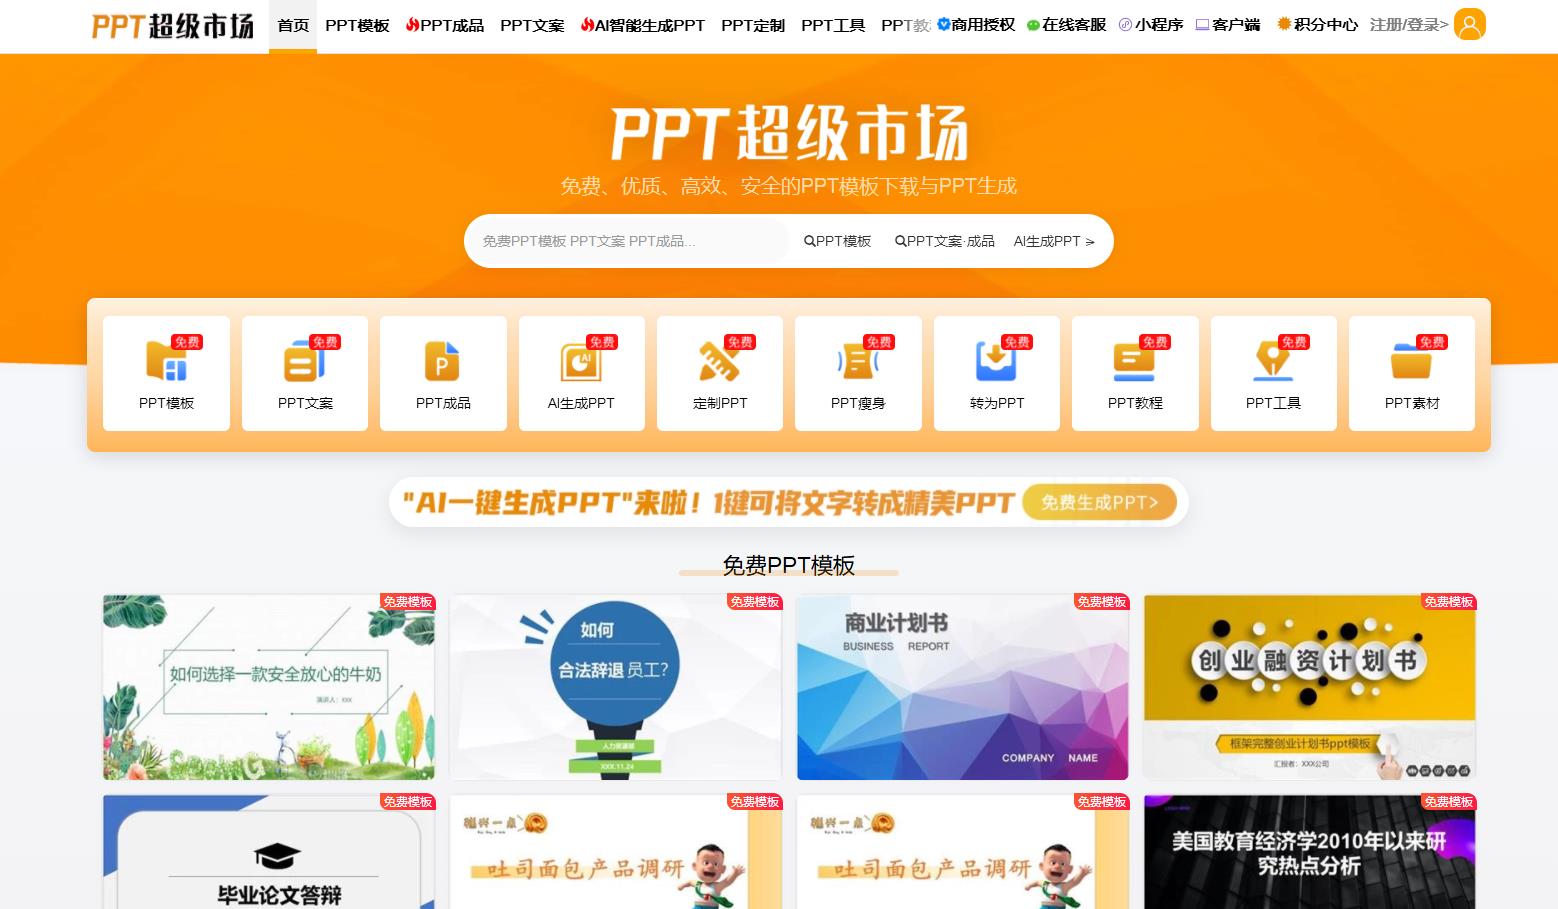 PPT超级市场
首页 PPT模板 PPT成品 PPT文案 AI智能生成PPT PPT定制 PPT工具 PPT教 商用授权 在线客服 小程序 客户端 积分中心 注册/登录>
PPT超级市场
免费、优质、高效、安全的PPT模板下载与PPT生成
免费PPT模板 PPT文案 PPT成品... PPT模板 PPT文案·成品 AI生成PPT >
免费 免费 免费 免费 免费 免费 免费 免费 免费
PPT模板 PPT文案 PPT成品 AI生成PPT 定制PPT PPT瘦身 转为PPT PPT教程 PPT工具 PPT素材
"AI一键生成PPT"来啦！1键可将文字转成精美PPT 免费生成PPT>
免费PPT模板
免费模板 免费模板 免费模板 免费模板
如何选择一款安全放心的牛奶
演讲人：XXX
SPRING
如何
合法辞退员工？
人力资源部
XXX.11.24
商业计划书
BUSINESS REPORT
COMPANY NAME
创业融资计划书
框架完整创业计划书ppt模板
汇报者：XXX公司
免费模板 免费模板 免费模板 免费模板
毕业论文答辩
吐司面包产品调研
吐司面包产品调研
美国教育经济学2010年以来研
究热点分析